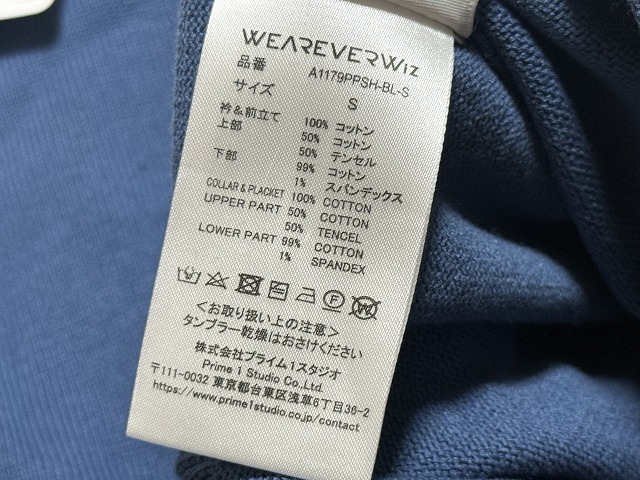 WEAREVERWiz
品番 A1179PPSH-BL-S
サイズ S
衿&前立て 100% コットン
上部 50% コットン
50% テンセル
下部 99% コットン
1% スパンデックス
COLLAR & PLACKET 100% COTTON
UPPER PART 50% COTTON
50% TENCEL
LOWER PART 99% COTTON
1% SPANDEX
<お取り扱い上の注意>
タンブラー乾燥はおさけください
株式会社プライム1スタジオ
Prime 1 Studio Co.Ltd.
〒111-0032 東京都台東区浅草6丁目36-2
https://www.prime1studio.co.jp/contact